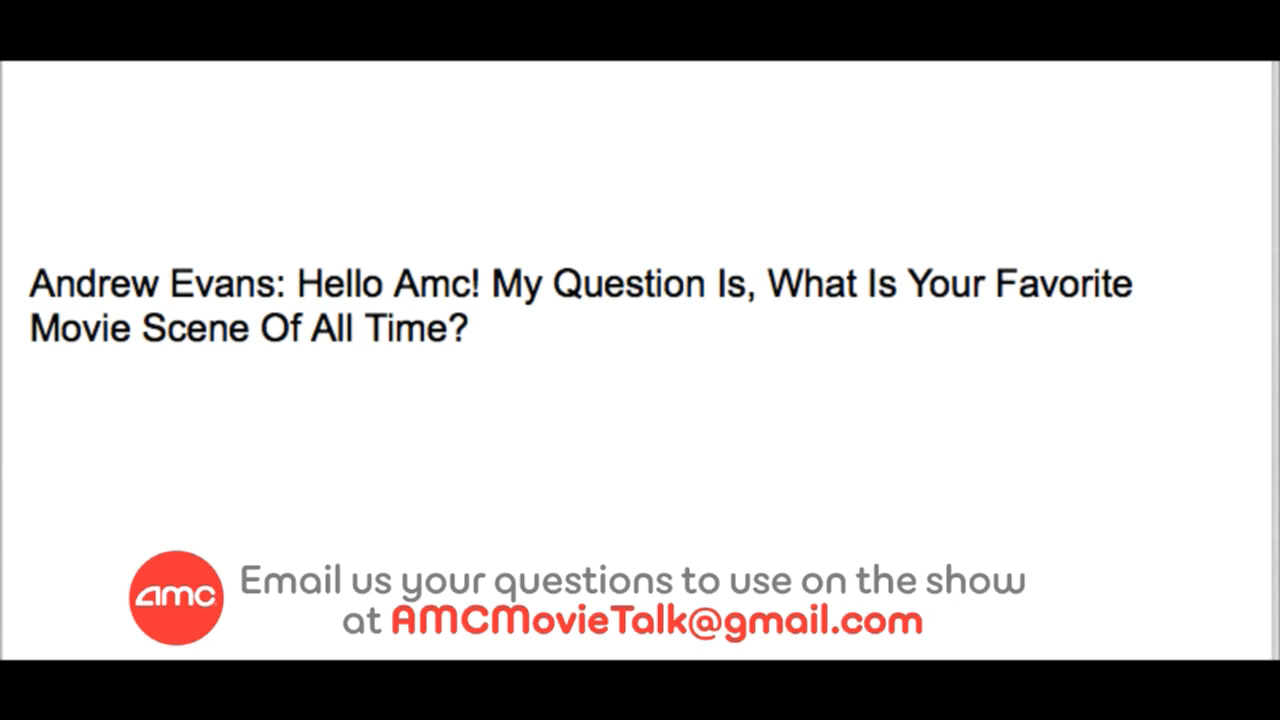 Andrew Evans: Hello Amc! My Question Is, What Is Your Favorite
Movie Scene Of All Time?
amc
Email us your questions to use on the show
at AMCMovieTalk@gmail.com